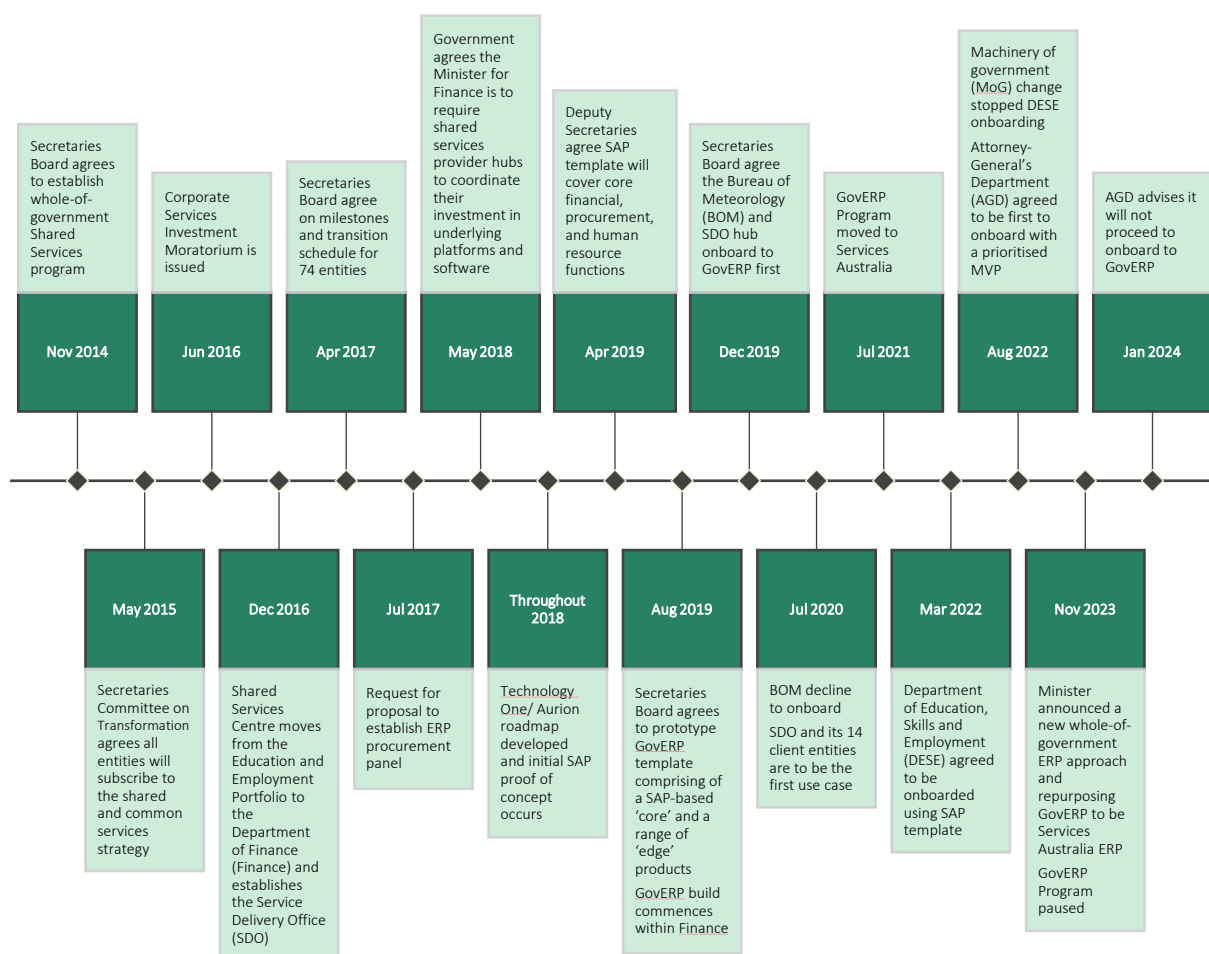 Secretaries
Board agrees
to establish
whole-of-
government
Shared
Services
program
Nov 2014
Corporate
Services
Investment
Moratorium is
issued
Jun 2016
Secretaries
Board agree
on milestones
and transition
schedule for
74 entities
Apr 2017
Government
agrees the
Minister for
Finance is to
require
shared
services
provider hubs
to coordinate
their
investment in
underlying
platforms and
software
May 2018
Deputy
Secretaries
agree SAP
template will
cover core
financial,
procurement,
and human
resource
functions
Apr 2019
Secretaries
Board agree
the Bureau of
Meteorology
(BOM) and
SDO hub
onboard to
GovERP first
Dec 2019
GovERP
Program
moved to
Services
Australia
Jul 2021
Machinery of
government
(MoG) change
stopped DESE
onboarding
Attorney-
General’s
Department
(AGD) agreed
to be first to
onboard with
a prioritised
MVP
Aug 2022
AGD advises it
will not
proceed to
onboard to
GovERP
Jan 2024
May 2015
Secretaries
Committee on
Transformation
agrees all
entities will
subscribe to
the shared
and common
services
strategy
Dec 2016
Shared
Services
Centre moves
from the
Education and
Employment
Portfolio to
the
Department
of Finance
(Finance) and
establishes
the Service
Delivery Office
(SDO)
Jul 2017
Request for
proposal to
establish ERP
procurement
panel
Throughout
2018
Technology
One/ Aurion
roadmap
developed
and initial SAP
proof of
concept
occurs
Aug 2019
Secretaries
Board agrees
to prototype
GovERP
template
comprising of
a SAP-based
‘core’ and a
range of
‘edge’
products
GovERP build
commences
within Finance
Jul 2020
BOM decline
to onboard
SDO and its 14
client entities
are to be the
first use case
Mar 2022
Department
of Education,
Skills and
Employment
(DESE) agreed
to be
onboarded
using SAP
template
Nov 2023
Minister
announced a
new whole-of-
government
ERP approach
and
repurposing
GovERP to be
Services
Australia ERP
GovERP
Program
paused